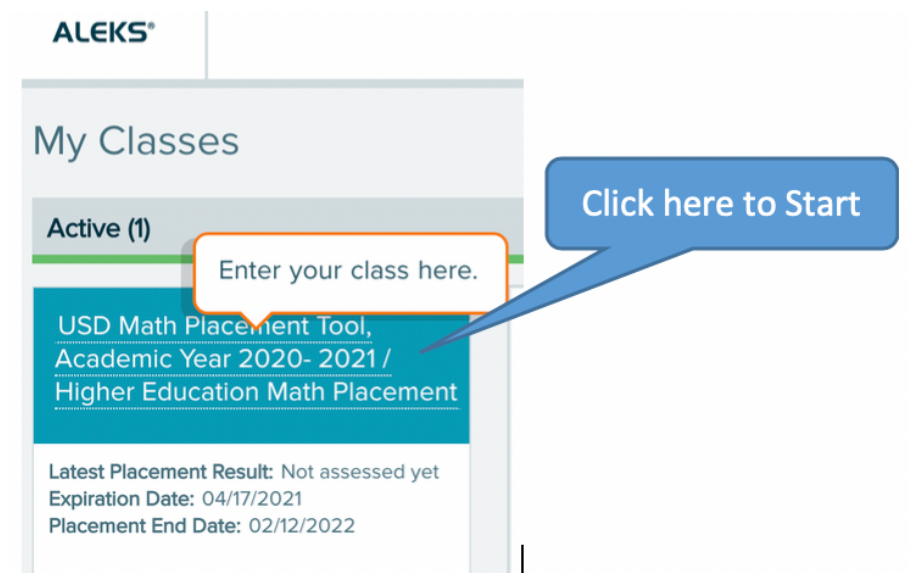 ALEKS®
My Classes
Click here to Start
Active (1)
Enter your class here.
USD Math Placement Tool,
Academic Year 2020- 2021 /
Higher Education Math Placement
Latest Placement Result: Not assessed yet
Expiration Date: 04/17/2021
Placement End Date: 02/12/2022